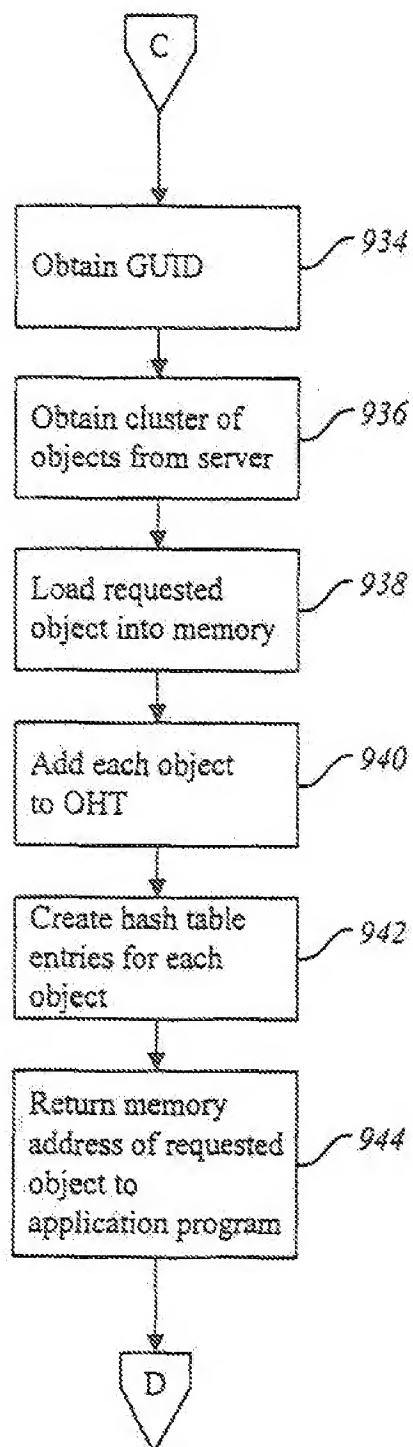 C
Obtain GUID
934
Obtain cluster of
objects from server
936
Load requested
object into memory
938
Add each object
to OHT
940
Create hash table
entries for each
object
942
Return memory
address of requested
object to
application program
944
D